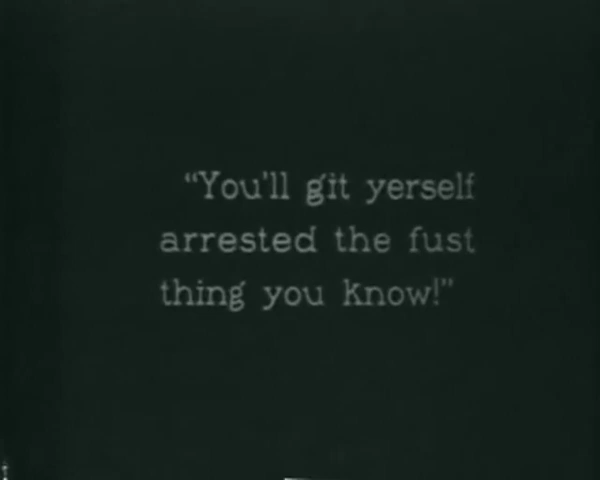 “You'll git yerself
arrested the fust
thing you know!”